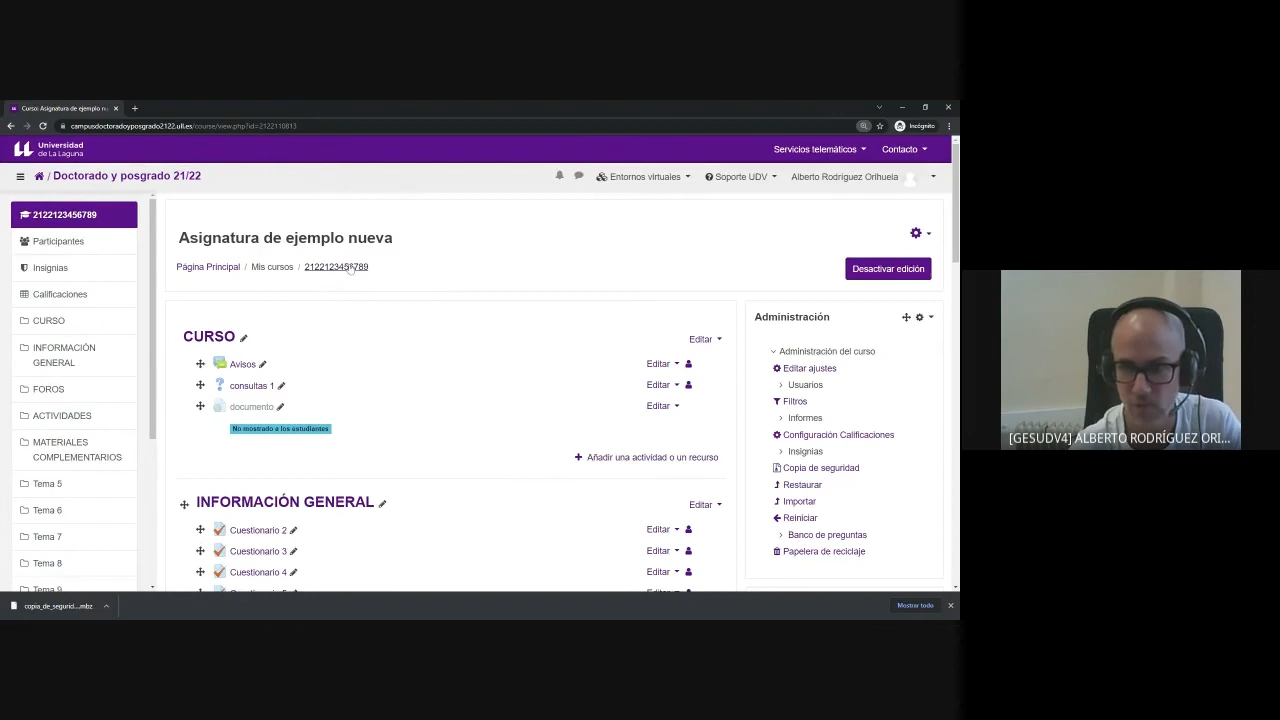 Curso: Asignatura de ejemplo nu
campusdoctoradoyposgrado2122.ull.es/course/view.php?id=2122110813
Incógnito
Universidad
de La Laguna
Servicios telemáticos
Contacto
/ Doctorado y posgrado 21/22
Entornos virtuales
Soporte UDV
Alberto Rodriguez Orihuela
2122123456789
Participantes
Insignias
Calificaciones
CURSO
INFORMACIÓN
GENERAL
FOROS
ACTIVIDADES
MATERIALES
COMPLEMENTARIOS
Tema 5
Tema 6
Tema 7
Tema 8
Tema 9
Asignatura de ejemplo nueva
Página Principal / Mis cursos / 2122123456789
Desactivar edición
CURSO
Editar
Avisos
Editar
consultas 1
Editar
documento
Editar
No mostrado a los estudiantes
Añadir una actividad o un recurso
INFORMACIÓN GENERAL
Editar
Cuestionario 2
Editar
Cuestionario 3
Editar
Cuestionario 4
Editar
Administración
Administración del curso
Editar ajustes
Usuarios
Filtros
Informes
Configuración Calificaciones
Insignias
Copia de seguridad
Restaurar
Importar
Reiniciar
Banco de preguntas
Papelera de reciclaje
copia_de_segurid....mbz
Mostrar todo
[GESUDV4] ALBERTO RODRÍGUEZ ORI...